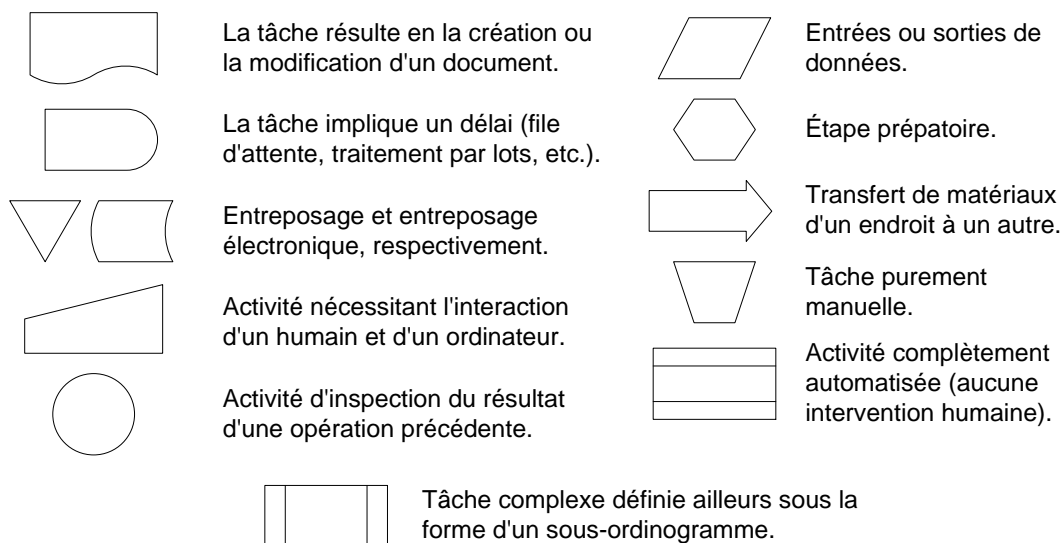 La tâche résulte en la création ou
la modification d'un document.
La tâche implique un délai (file
d'attente, traitement par lots, etc.).
Entreposage et entreposage
électronique, respectivement.
Activité nécessitant l'interaction
d'un humain et d'un ordinateur.
Activité d'inspection du résultat
d'une opération précédente.
Entrées ou sorties de
données.
Étape prépatoire.
Transfert de matériaux
d'un endroit à un autre.
Tâche purement
manuelle.
Activité complètement
automatisée (aucune
intervention humaine).
Tâche complexe définie ailleurs sous la
forme d'un sous-ordinogramme.